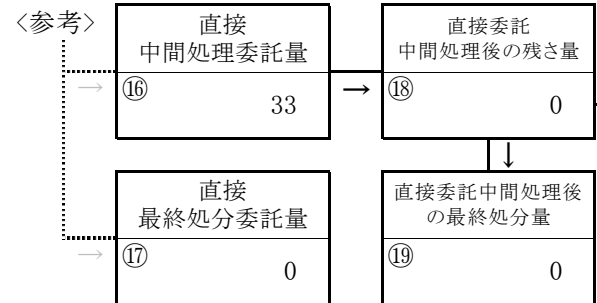 〈参考〉
直接
中間処理委託量
⑯
33
→
→
直接委託
中間処理後の残さ量
⑱
0
↓
直接
最終処分委託量
⑰
0
→
直接委託中間処理後
の最終処分量
⑲
0